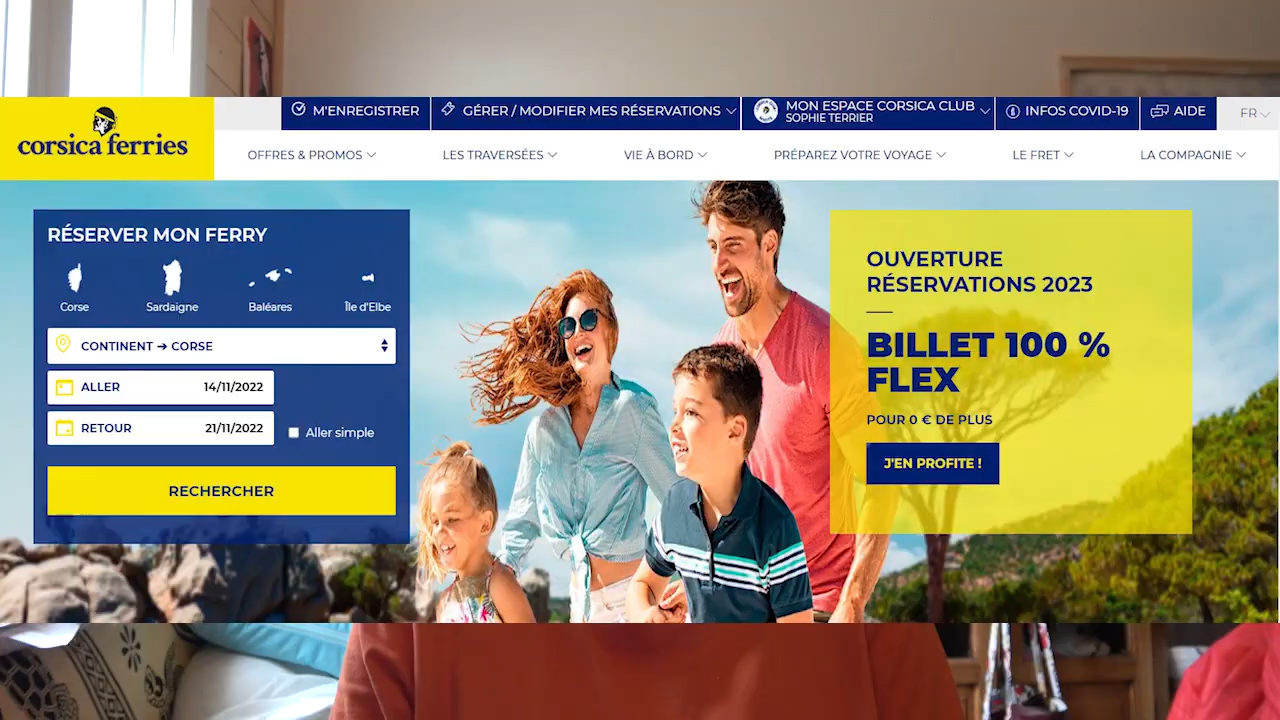 corsica ferries
M'ENREGISTRER
GÉRER / MODIFIER MES RÉSERVATIONS
MON ESPACE CORSICA CLUB
SOPHIE TERRIER
INFOS COVID-19
AIDE
FR
OFFRES & PROMOS
LES TRAVERSÉES
VIE À BORD
PRÉPAREZ VOTRE VOYAGE
LE FRET
LA COMPAGNIE
RÉSERVER MON FERRY
Corse
Sardaigne
Baléares
Île d'Elbe
CONTINENT ➔ CORSE
ALLER 14/11/2022
RETOUR 21/11/2022
Aller simple
RECHERCHER
OUVERTURE
RÉSERVATIONS 2023
BILLET 100 %
FLEX
POUR 0 € DE PLUS
J'EN PROFITE !